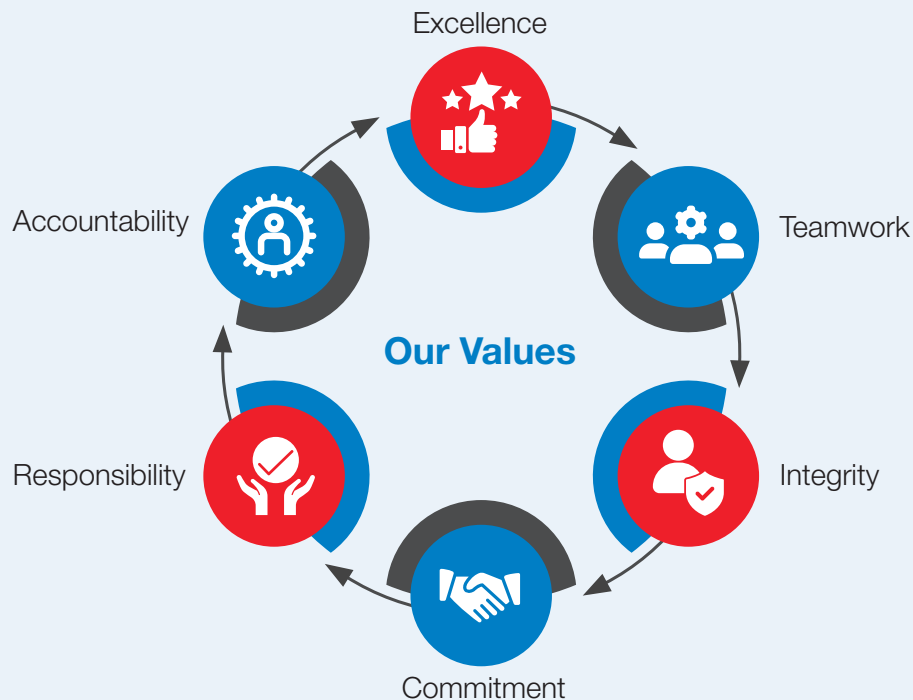 Excellence
Accountability
Teamwork
Our Values
Responsibility
Integrity
Commitment